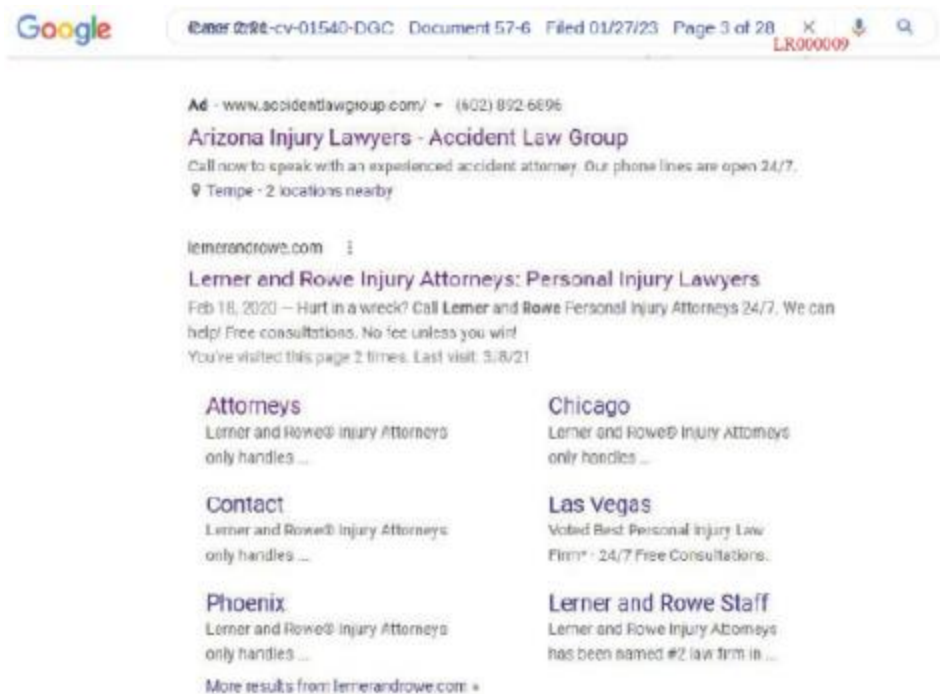 Google
2:21-cv-01540-DGC Document 57-6 Filed 01/27/23 Page 3 of 28
LR000009
Ad · www.accidentlawgroup.com/ (602) 892-6896
Arizona Injury Lawyers - Accident Law Group
Call now to speak with an experienced accident attorney. Our phone lines are open 24/7.
Tempe · 2 locations nearby
lernerandrowe.com
Lerner and Rowe Injury Attorneys: Personal Injury Lawyers
Feb 18, 2020 — Hurt in a wreck? Call Lerner and Rowe Personal Injury Attorneys 24/7. We can
help! Free consultations. No fee unless you win!
You've visited this page 2 times. Last visit: 3/8/21
Attorneys
Lerner and Rowe® Injury Attorneys
only handles ...
Chicago
Lerner and Rowe® Injury Attorneys
only handles ...
Contact
Lerner and Rowe® Injury Attorneys
only handles ...
Las Vegas
Voted Best Personal Injury Law
Firm* · 24/7 Free Consultations.
Phoenix
Lerner and Rowe® Injury Attorneys
only handles ...
Lerner and Rowe Staff
Lerner and Rowe Injury Attorneys
has been named #2 law firm in ...
More results from lernerandrowe.com »